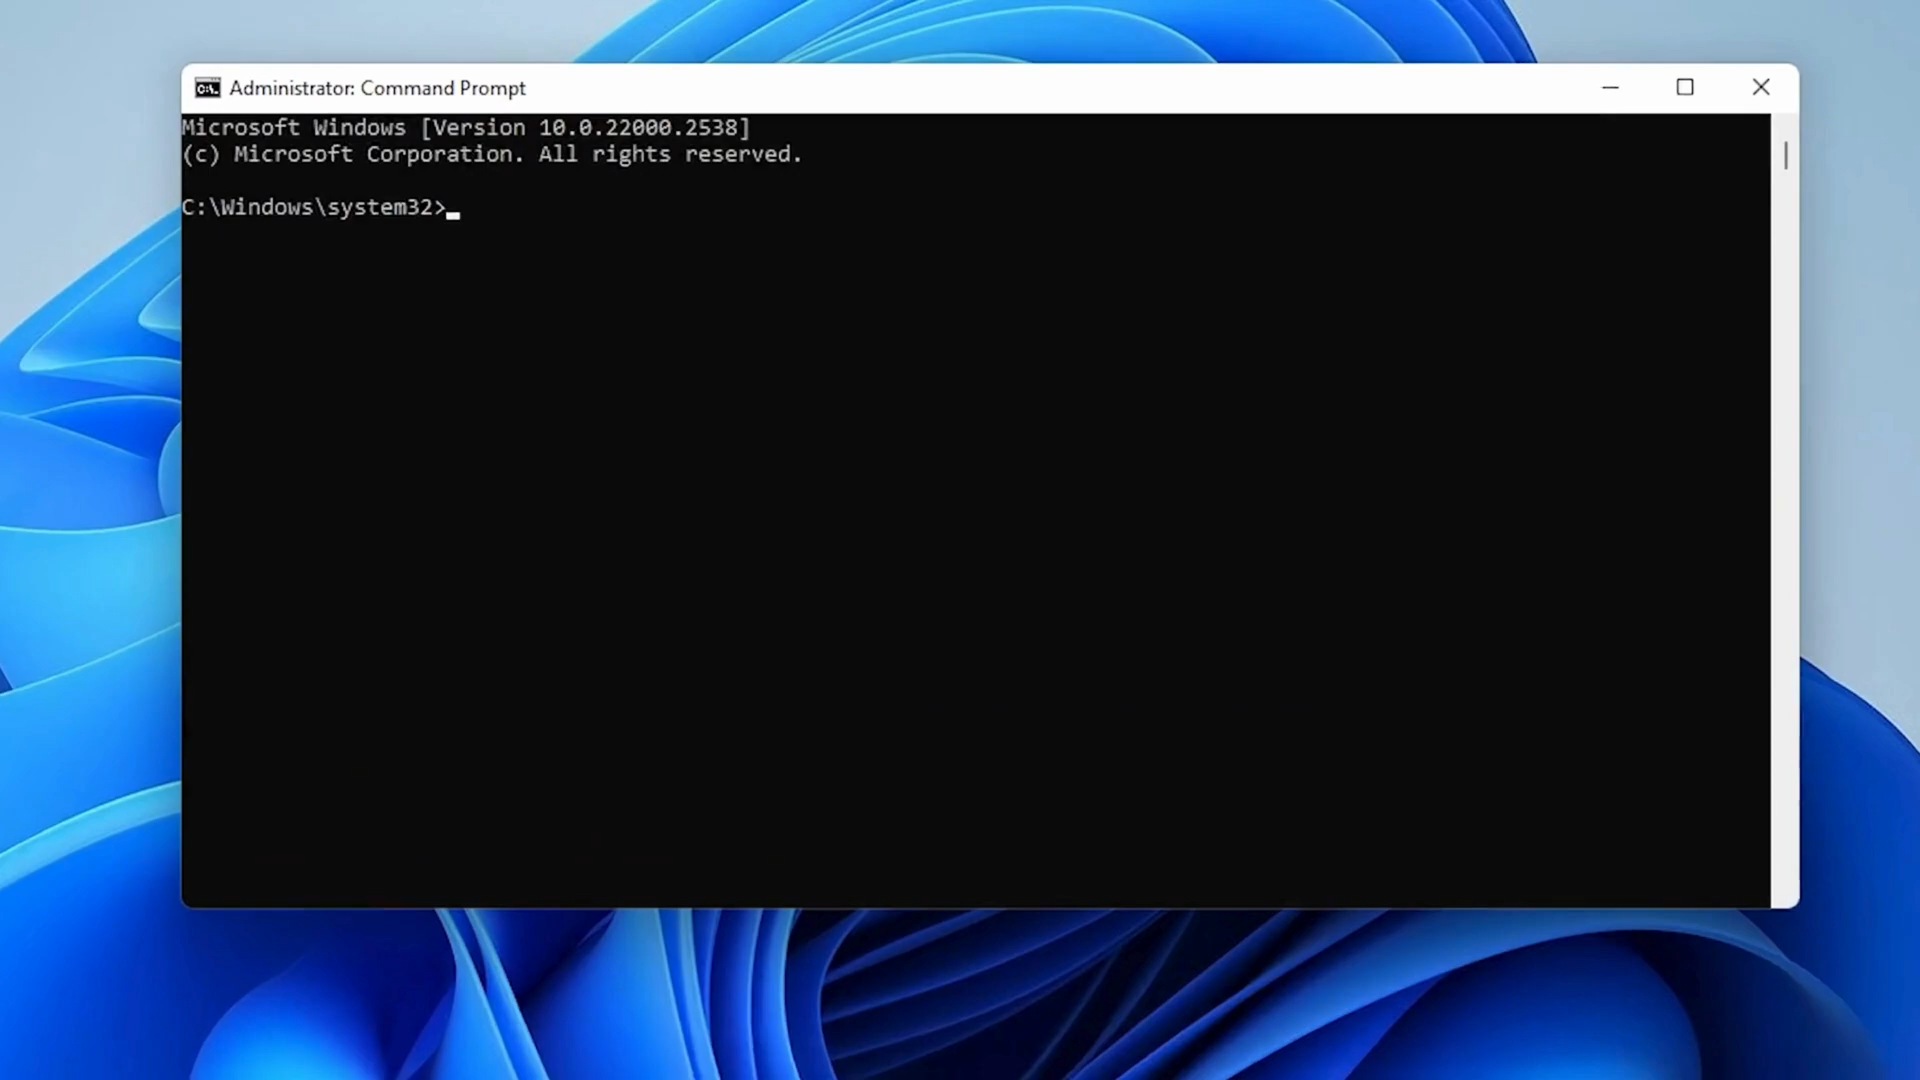 Administrator: Command Prompt
Microsoft Windows [Version 10.0.22000.2538]
(c) Microsoft Corporation. All rights reserved.
C:\Windows\system32>